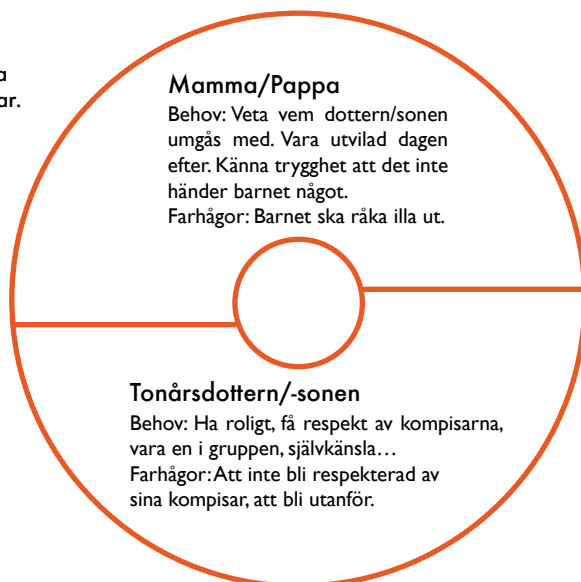 a
ar.
Mamma/Pappa
Behov: Veta vem dottern/sonen
umgås med. Vara utvilad dagen
efter. Känna trygghet att det inte
händer barnet något.
Farhågor: Barnet ska råka illa ut.
Tonårsdottern/-sonen
Behov: Ha roligt, få respekt av kompisarna,
vara en i gruppen, självkänsla…
Farhågor: Att inte bli respekterad av
sina kompisar, att bli utanför.